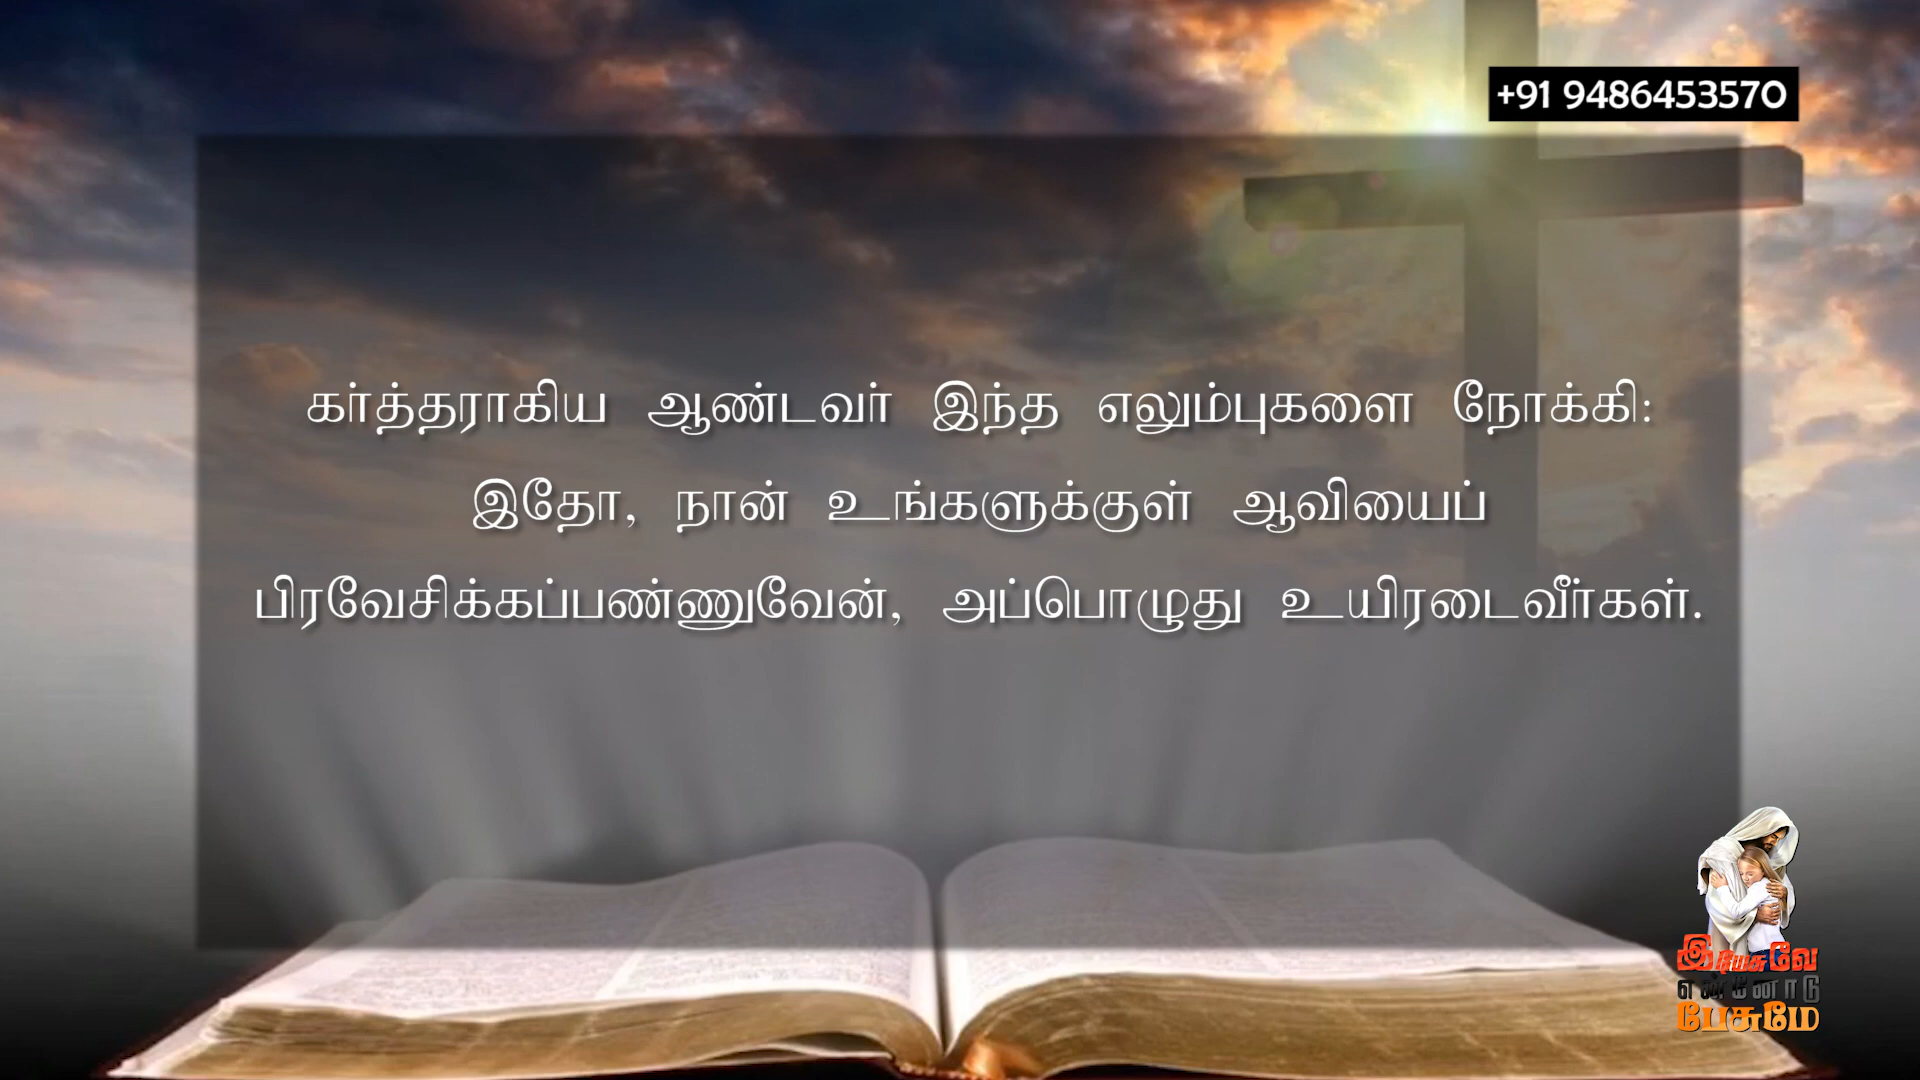 +91 9486453570
கர்த்தராகிய ஆண்டவர் இந்த எலும்புகளை நோக்கி:
இதோ, நான் உங்களுக்குள் ஆவியைப்
பிரவேசிக்கப்பண்ணுவேன், அப்பொழுது உயிரடைவீர்கள்.
இயேசுவே
என்னோடு
பேசுமே